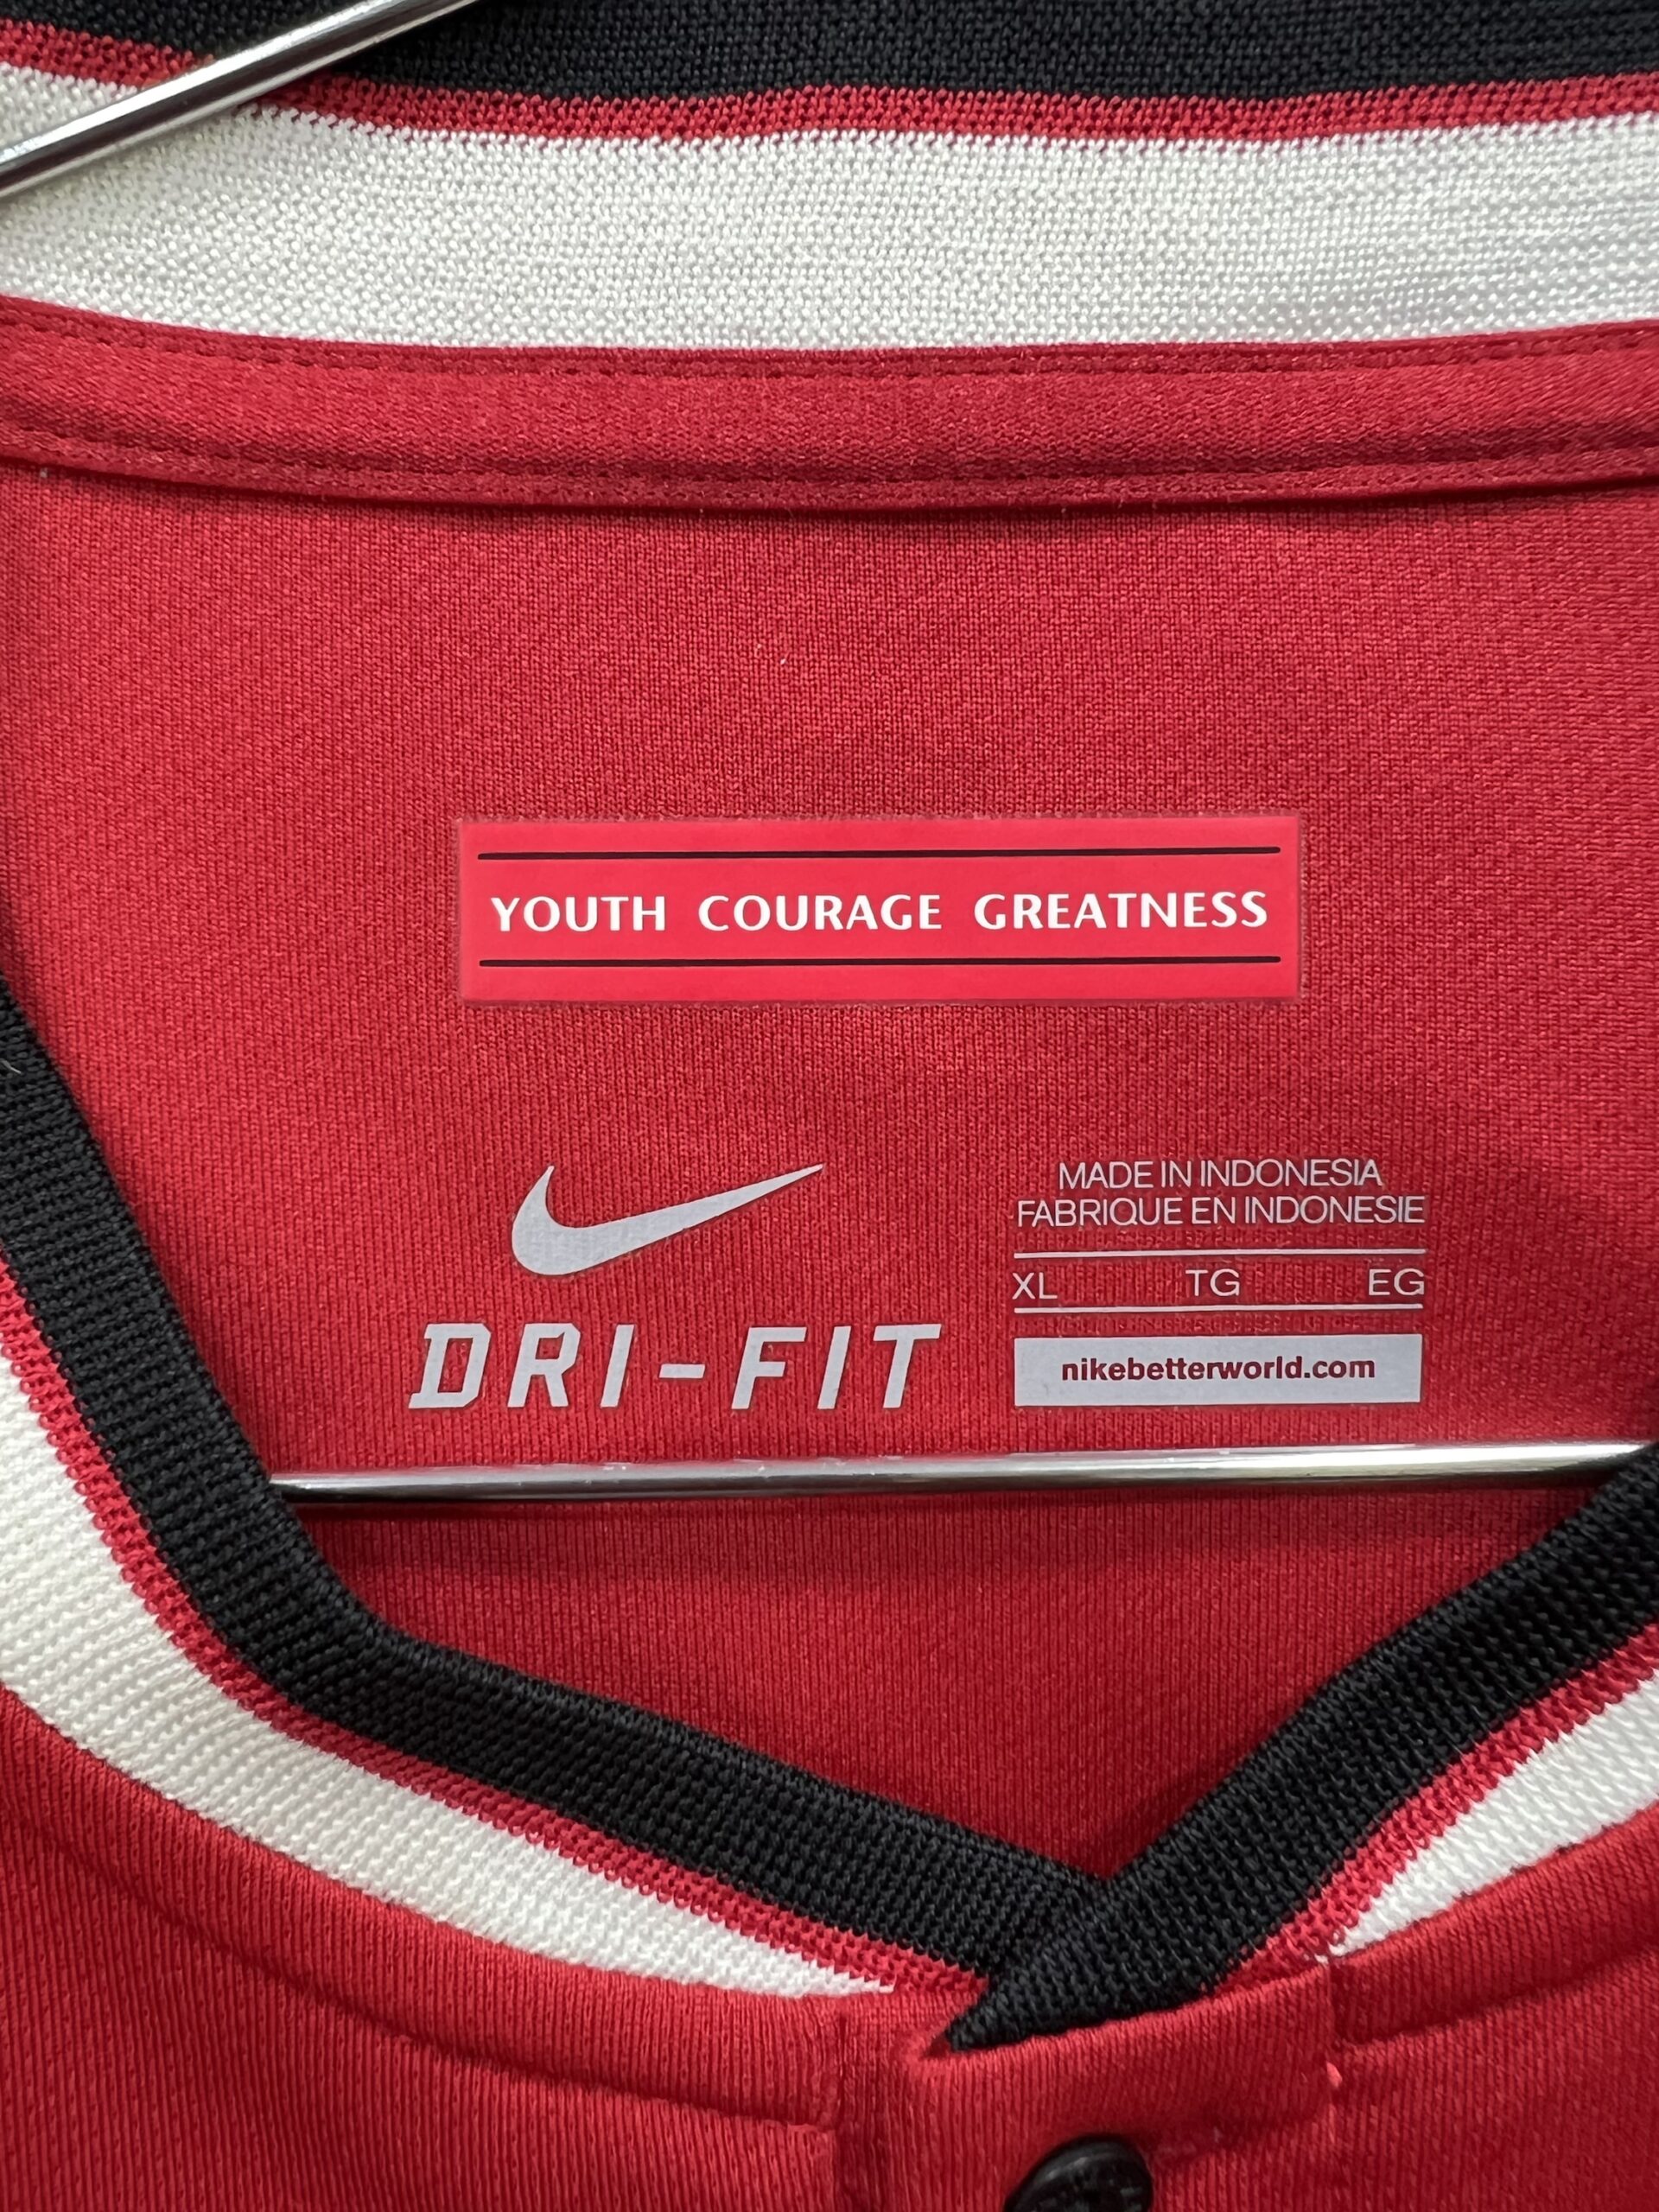 YOUTH COURAGE GREATNESS
MADE IN INDONESIA
FABRIQUE EN INDONESIE
XL TG EG
DRI-FIT
nikebetterworld.com